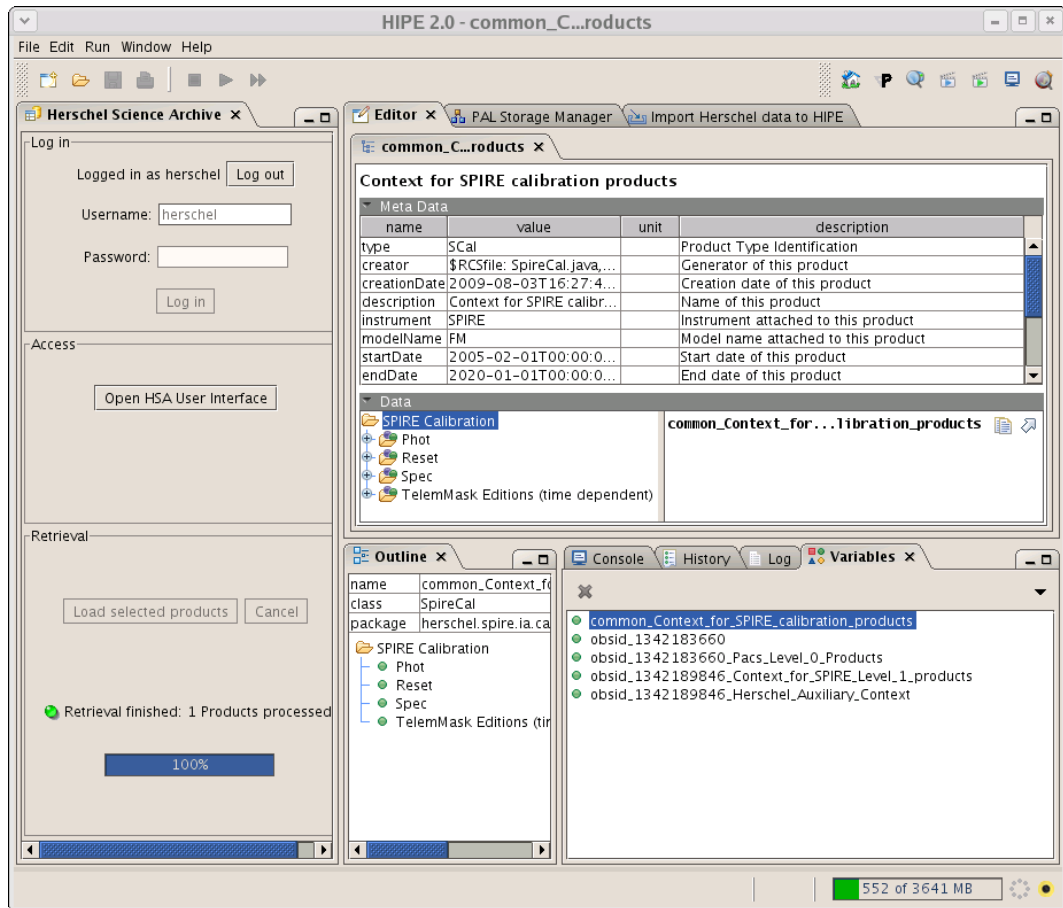 HIPE 2.0 - common_C...roducts
File Edit Run Window Help
Herschel Science Archive
Log in
Logged in as herschel Log out
Username: herschel
Password:
Log in
Access
Open HSA User Interface
Retrieval
Load selected products Cancel
Retrieval finished: 1 Products processed
100%
Editor PAL Storage Manager Import Herschel data to HIPE
common_C...roducts
Context for SPIRE calibration products
Meta Data
name value unit description
type SCal Product Type Identification
creator $RCSfile: SpireCal.java,... Generator of this product
creationDate 2009-08-03T16:27:4... Creation date of this product
description Context for SPIRE calibr... Name of this product
instrument SPIRE Instrument attached to this product
modelName FM Model name attached to this product
startDate 2005-02-01T00:00:0... Start date of this product
endDate 2020-01-01T00:00:0... End date of this product
Data
SPIRE Calibration
Phot
Reset
Spec
TelemMask Editions (time dependent)
common_Context_for...libration_products
Outline
name common_Context_fo
class SpireCal
package herschel.spire.ia.ca
SPIRE Calibration
Phot
Reset
Spec
TelemMask Editions (tir
Console History Log Variables
common_Context_for_SPIRE_calibration_products
obsid_1342183660
obsid_1342183660_Pacs_Level_0_Products
obsid_1342189846_Context_for_SPIRE_Level_1_products
obsid_1342189846_Herschel_Auxiliary_Context
552 of 3641 MB